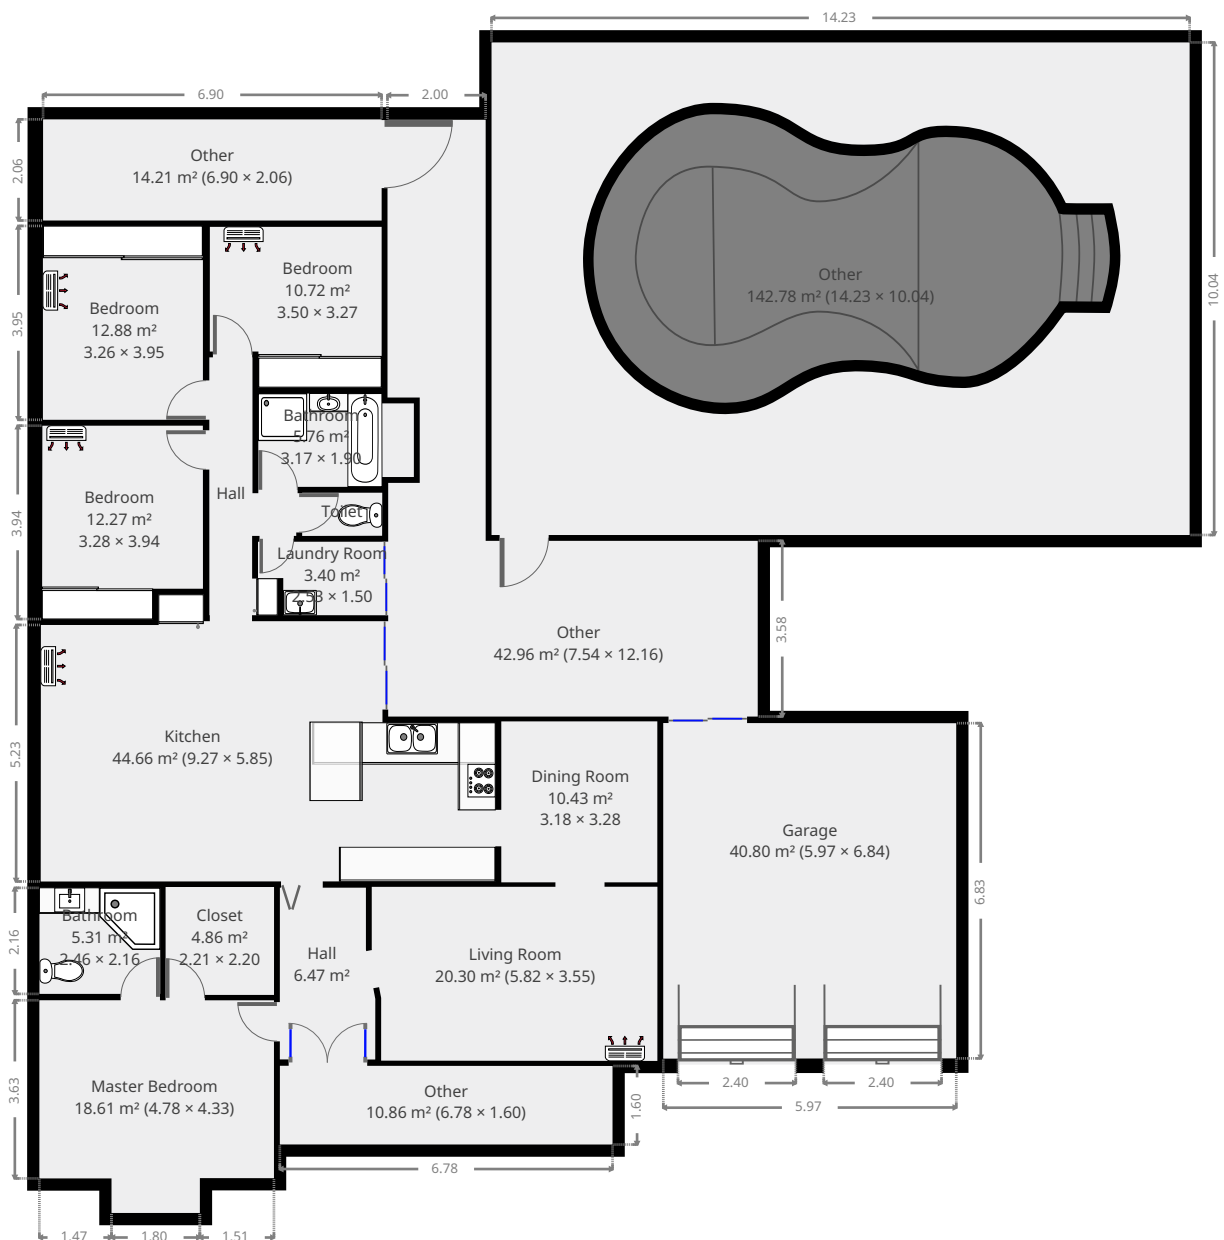 14.23
6.90
2.00
2.06
Other
14.21 m² (6.90 × 2.06)
Bedroom
10.72 m²
3.50 × 3.27
Other
142.78 m² (14.23 × 10.04)
10.04
3.95
Bedroom
12.88 m²
3.26 × 3.95
Bathroom
5.76 m²
3.17 × 1.90
3.94
Bedroom
12.27 m²
3.28 × 3.94
Hall
Toilet
Laundry Room
3.40 m²
2.53 × 1.50
Other
42.96 m² (7.54 × 12.16)
3.58
5.23
Kitchen
44.66 m² (9.27 × 5.85)
Dining Room
10.43 m²
3.18 × 3.28
Garage
40.80 m² (5.97 × 6.84)
6.83
2.16
Bathroom
5.31 m²
2.46 × 2.16
Closet
4.86 m²
2.21 × 2.20
Hall
6.47 m²
Living Room
20.30 m² (5.82 × 3.55)
3.63
Master Bedroom
18.61 m² (4.78 × 4.33)
Other
10.86 m² (6.78 × 1.60)
1.60
2.40
2.40
5.97
6.78
1.47
1.80
1.51